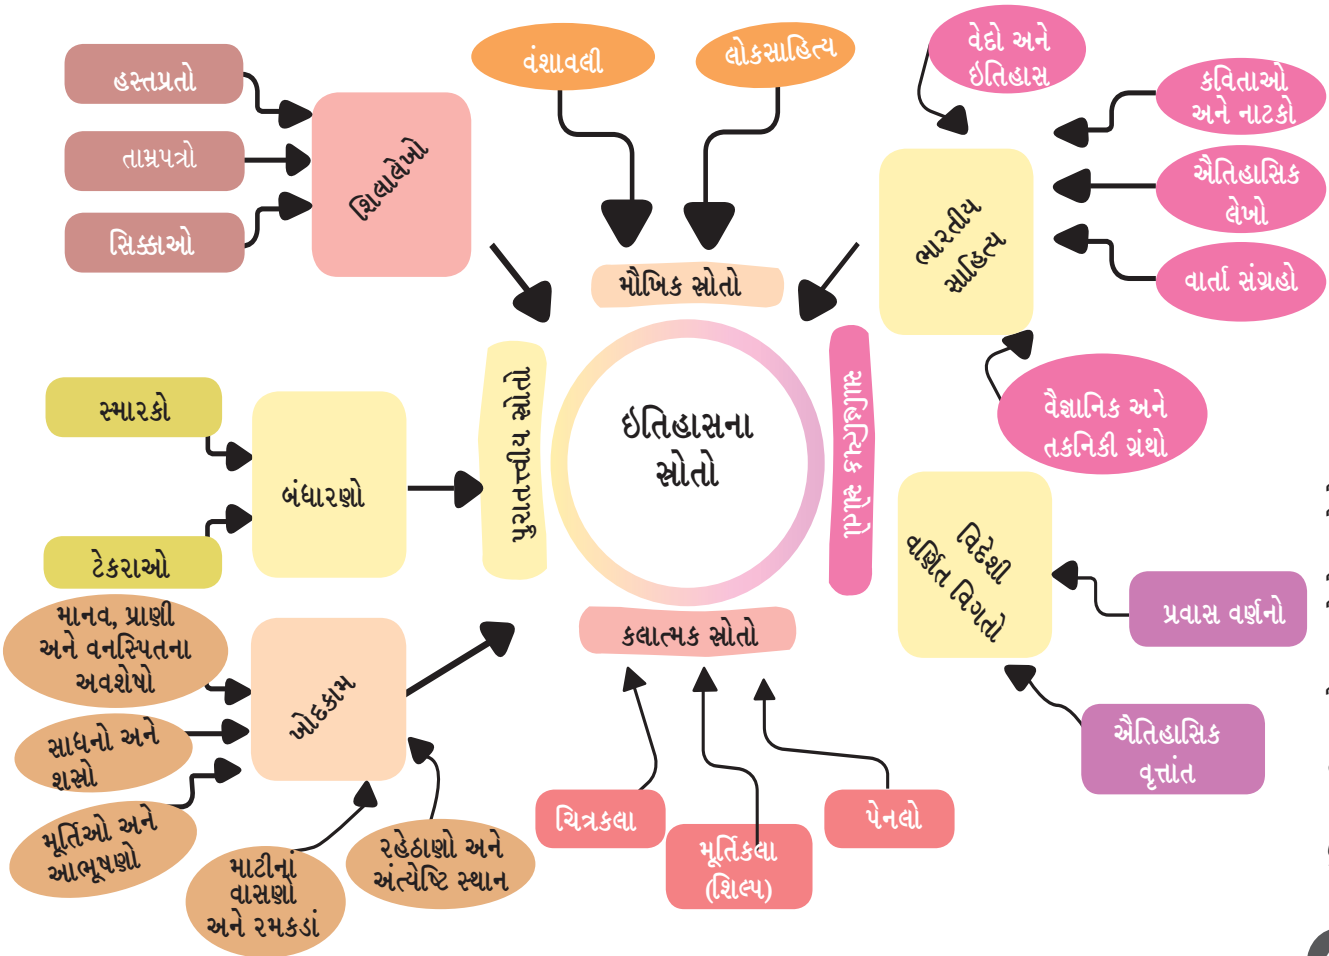 હસ્તપ્રતો
તામ્રપત્રો
સિક્કાઓ
શિલાલેખો
વંશાવલી
લોકસાહિત્ય
મૌખિક સ્રોતો
વેદો અને
ઇતિહાસ
કવિતાઓ
અને નાટકો
ઐતિહાસિક
લેખો
વાર્તા સંગ્રહો
ભારતીય
સાહિત્ય
વૈજ્ઞાનિક અને
તકનિકી ગ્રંથો
સ્મારકો
ટેકરાઓ
બંધારણો
પુરાતત્ત્વીય સ્રોતો
ઇતિહાસના
સ્રોતો
સાહિત્યિક સ્રોતો
વિદેશી
વર્ણિત વિગતો
પ્રવાસ વર્ણનો
ઐતિહાસિક
વૃત્તાંત
માનવ, પ્રાણી
અને વનસ્પિતના
અવશેષો
સાધનો અને
શસ્રો
મૂર્તિઓ અને
આભૂષણો
માટીનાં
વાસણો
અને રમકડાં
રહેઠાણો અને
અંત્યેષ્ટિ સ્થાન
ખોદકામ
કલાત્મક સ્રોતો
ચિત્રકલા
મૂર્તિકલા
(શિલ્પ)
પેનલો